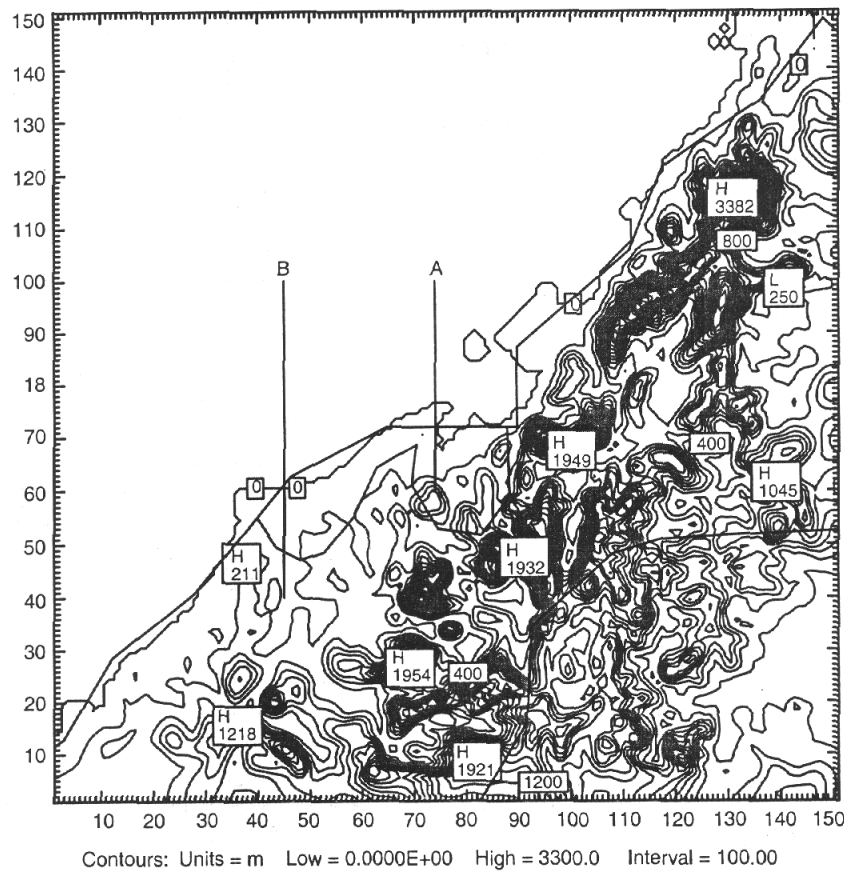 150
140
0
130
120
H
3382
110
800
B
A
100
L
250
0
90
18
70
H
1949
400
H
1045
60
0
0
50
H
211
H
1932
40
30
H
1954
400
20
H
1218
10
H
1921
1200
10 20 30 40 50 60 70 80 90 100 110 120 130 140 150
Contours: Units = m Low = 0.0000E+00 High = 3300.0 Interval = 100.00